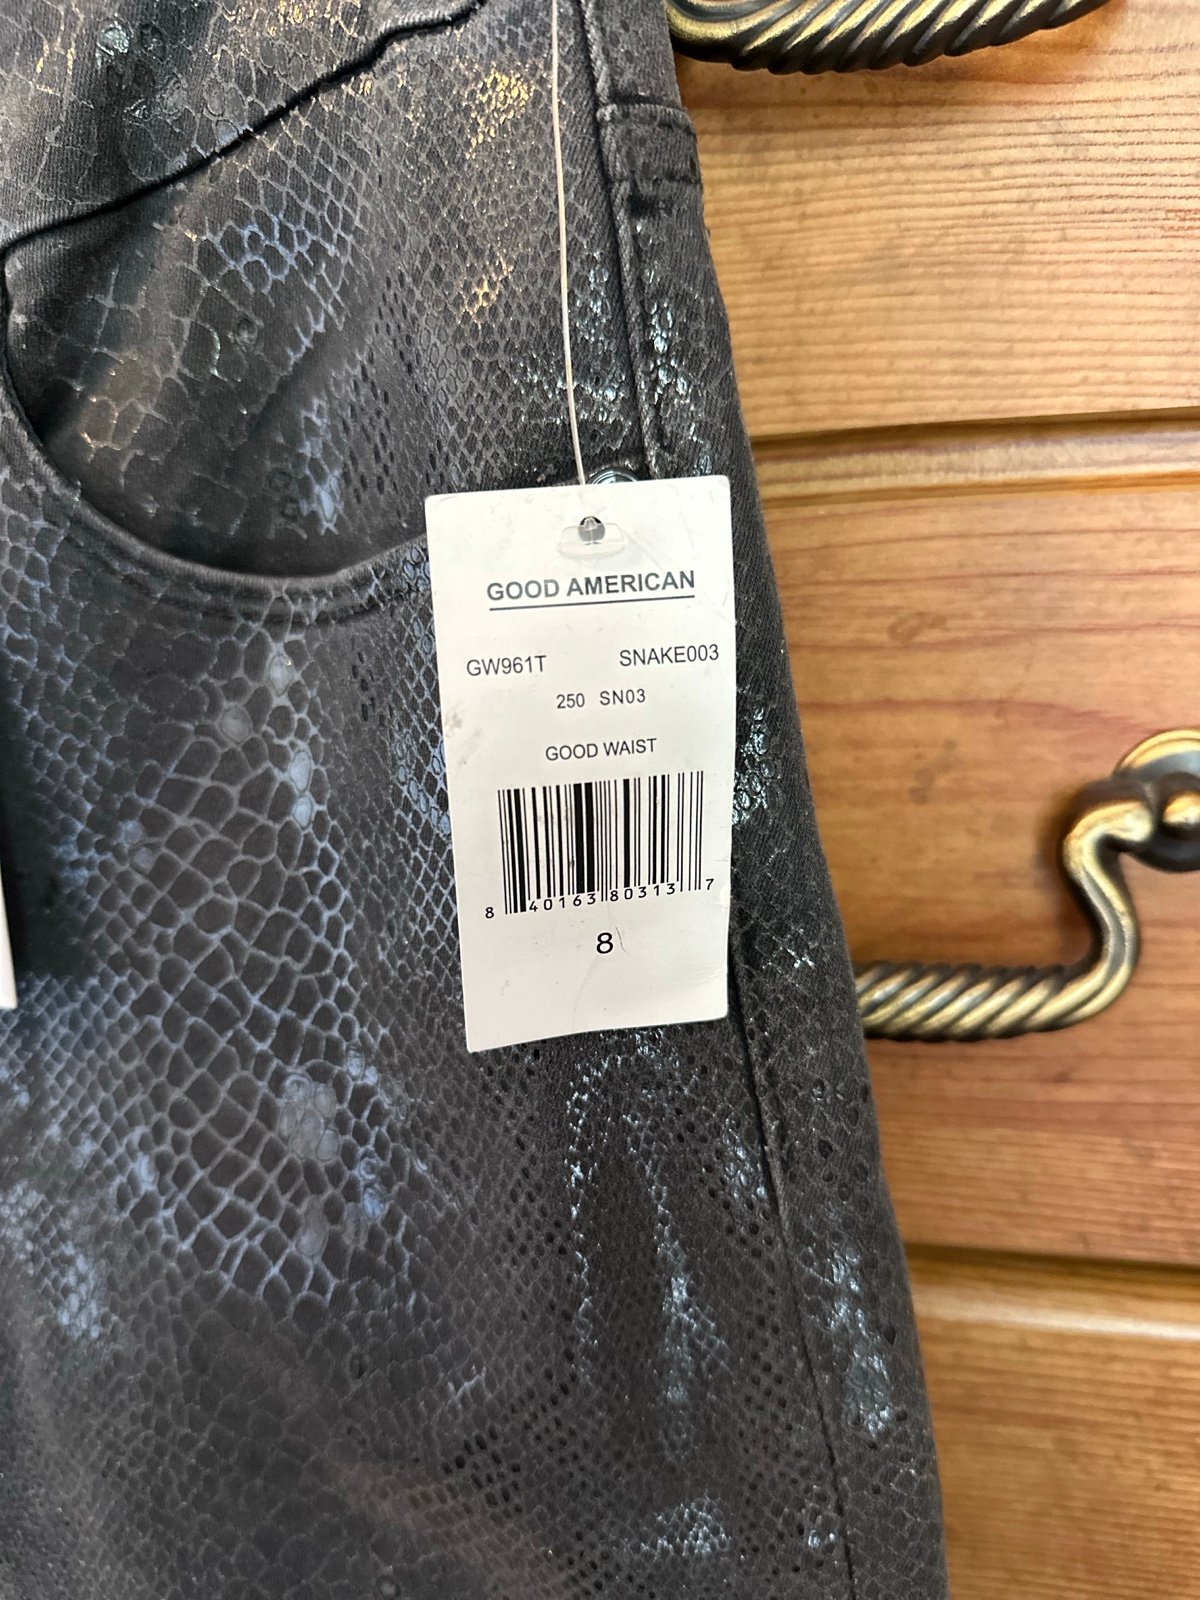 GOOD AMERICAN
GW961T SNAKE003
250 SN03
GOOD WAIST
8 40163 80313 7
8